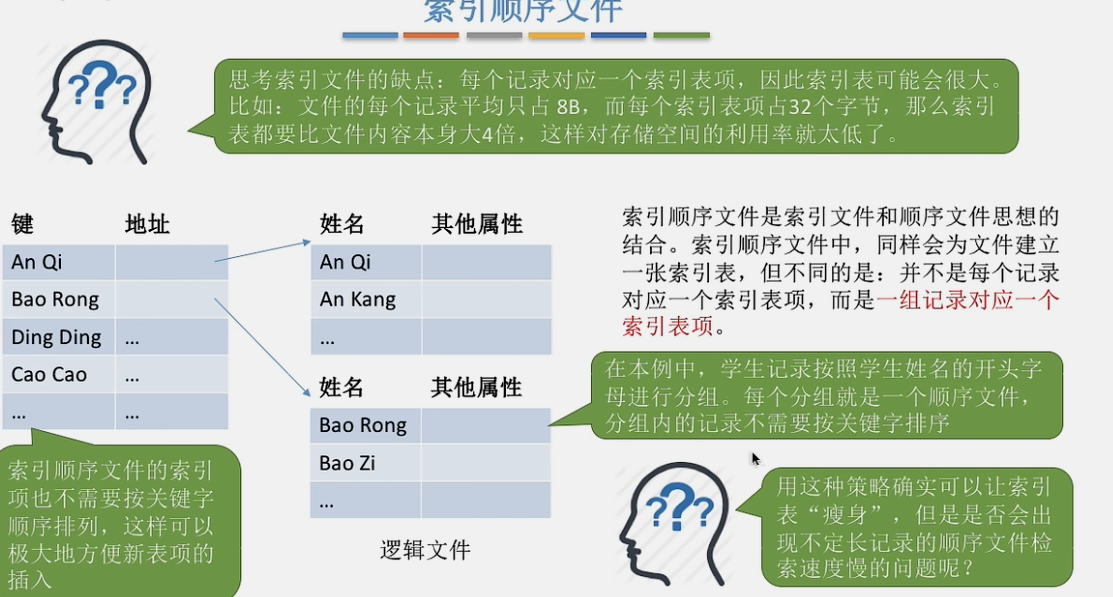 索引顺序文件
???
思考索引文件的缺点：每个记录对应一个索引表项，因此索引表可能会很大。
比如：文件的每个记录平均只占 8B，而每个索引表项占32个字节，那么索引
表都要比文件内容本身大4倍，这样对存储空间的利用率就太低了。
键 地址
An Qi
Bao Rong
Ding Ding ...
Cao Cao ...
... ...
索引顺序文件的索引
项也不需要按关键字
顺序排列，这样可以
极大地方便新表项的
插入
姓名 其他属性
An Qi
An Kang
...
姓名 其他属性
Bao Rong
Bao Zi
...
逻辑文件
索引顺序文件是索引文件和顺序文件思想的
结合。索引顺序文件中，同样会为文件建立
一张索引表，但不同的是：并不是每个记录
对应一个索引表项，而是一组记录对应一个
索引表项。
在本例中，学生记录按照学生姓名的开头字
母进行分组。每个分组就是一个顺序文件，
分组内的记录不需要按关键字排序
???
用这种策略确实可以让索引
表“瘦身”，但是是否会出
现不定长记录的顺序文件检
索速度慢的问题呢？